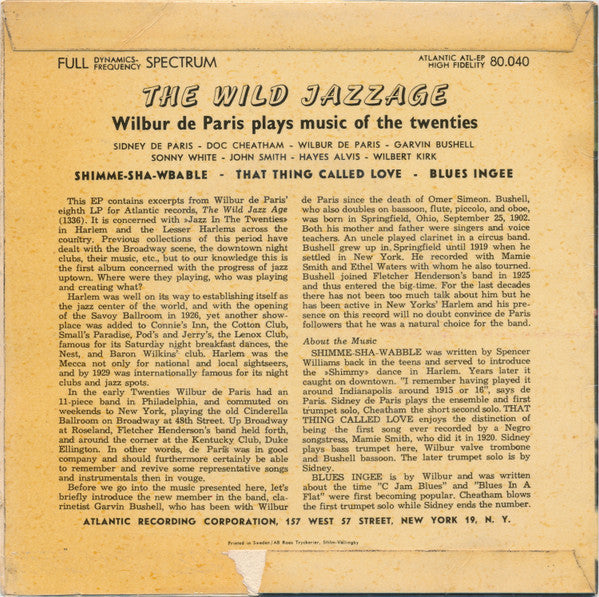 FULL DYNAMICS-FREQUENCY SPECTRUM
ATLANTIC ATL-EP
HIGH FIDELITY 80.040
THE WILD JAZZAGE
Wilbur de Paris plays music of the twenties
SIDNEY DE PARIS - DOC CHEATHAM - WILBUR DE PARIS - GARVIN BUSHELL
SONNY WHITE - JOHN SMITH - HAYES ALVIS - WILBERT KIRK
SHIMME-SHA-WBABLE - THAT THING CALLED LOVE - BLUES INGEE
This EP contains excerpts from Wilbur de Paris'
eighth LP for Atlantic records, The Wild Jazz Age
(1336). It is concerned with »Jazz In The Twenties»
in Harlem and the Lesser Harlems across the
country. Previous collections of this period have
dealt with the Broadway scene, the downtown night
clubs, their music, etc., but to our knowledge this is
the first album concerned with the progress of jazz
uptown. Where were they playing, who was playing
and creating what?
Harlem was well on its way to establishing itself as
the jazz center of the world, and with the opening
of the Savoy Ballroom in 1926, yet another show-
place was added to Connie's Inn, the Cotton Club,
Small's Paradise, Pod's and Jerry's, the Lenox Club,
famous for its Saturday night breakfast dances, the
Nest, and Baron Wilkins' club. Harlem was the
Mecca not only for national and local sightseers,
and by 1929 was internationally famous for its night
clubs and jazz spots.
In the early Twenties Wilbur de Paris had an
11-piece band in Philadelphia, and commuted on
weekends to New York, playing the old Cinderella
Ballroom on Broadway at 48th Street. Up Broadway
at Roseland, Fletcher Henderson's band held forth,
and around the corner at the Kentucky Club, Duke
Ellington. In other words, de Paris was in good
company and should furthermore certainly be able
to remember and revive some representative songs
and instrumentals then in vouge.
Before we go into the music presented here, let's
briefly introduce the new member in the band, cla-
rinetist Garvin Bushell, who has been with Wilbur
de Paris since the death of Omer Simeon. Bushell,
who also doubles on bassoon, flute, piccolo, and oboe,
was born in Springfield, Ohio, September 25, 1902.
Both his mother and father were singers and voice
teachers. An uncle played clarinet in a circus band.
Bushell grew up in Springfield until 1919 when he
settled in New York. He recorded with Mamie
Smith and Ethel Waters with whom he also toured.
Bushell joined Fletcher Henderson's band in 1925
and thus entered the big-time. For the last decades
there has not been too much talk about him but he
has been active in New Yorks' Harlem and his pre-
sence on this record will no doubt convince de Paris
followers that he was a natural choice for the band.
About the Music
SHIMME-SHA-WABBLE was written by Spencer
Williams back in the teens and served to introduce
the »Shimmy» dance in Harlem. Years later it
caught on downtown. "I remember having played it
around Indianapolis around 1915 or 16", says de
Paris. Sidney de Paris plays the ensemble and first
trumpet solo, Cheatham the short second solo. THAT
THING CALLED LOVE enjoys the distinction of
being the first song ever recorded by a Negro
songstress, Mamie Smith, who did it in 1920. Sidney
plays bass trumpet here, Wilbur valve trombone
and Bushell bassoon. The later trumpet solo is by
Sidney.
BLUES INGEE is by Wilbur and was written
about the time "C Jam Blues" and "Blues In A
Flat" were first becoming popular. Cheatham blows
the first trumpet solo while Sidney ends the number.
ATLANTIC RECORDING CORPORATION, 157 WEST 57 STREET, NEW YORK 19, N. Y.
Printed in Sweden/AB Roos Tryckerier, Sthlm-Vällingby